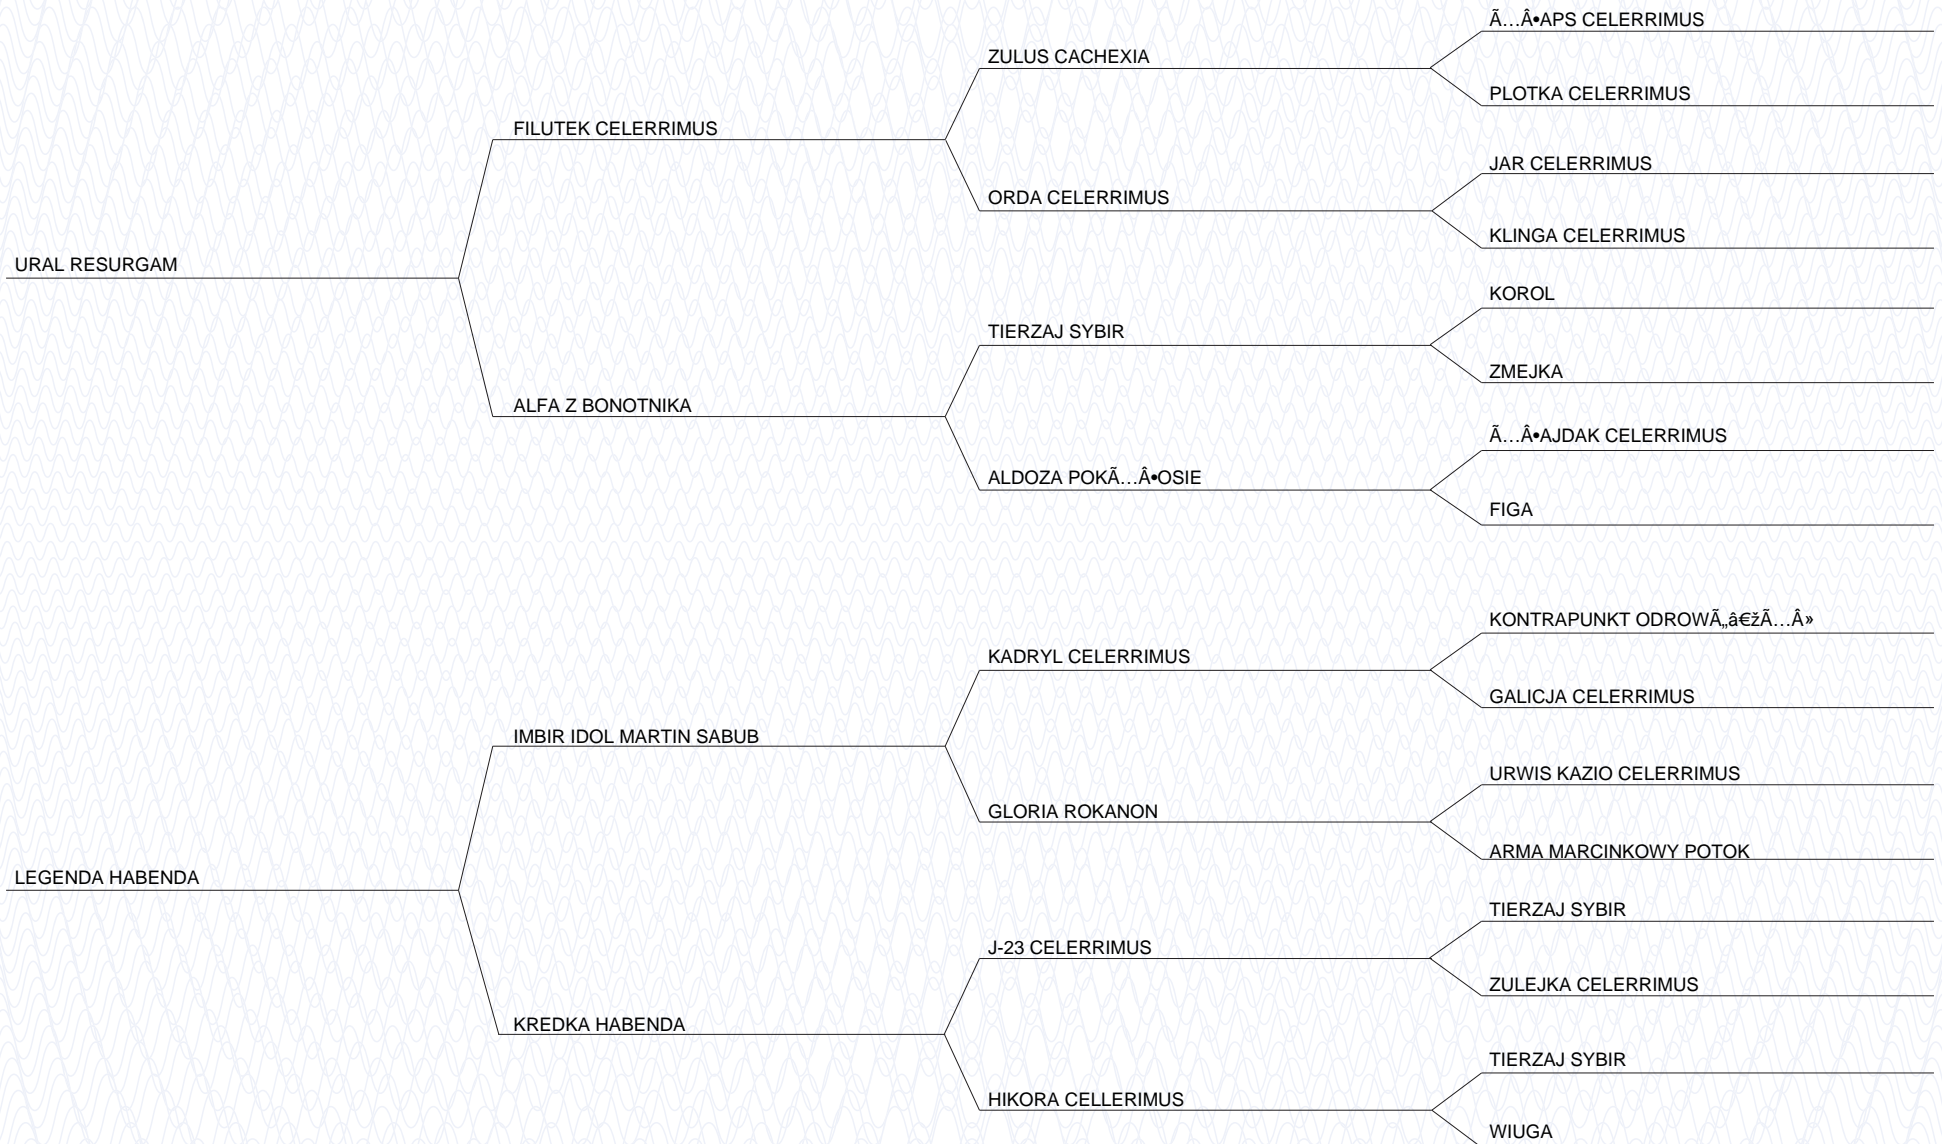 Ã…Â•APS CELERRIMUS
ZULUS CACHEXIA
PLOTKA CELERRIMUS
FILUTEK CELERRIMUS
JAR CELERRIMUS
ORDA CELERRIMUS
KLINGA CELERRIMUS
URAL RESURGAM
KOROL
TIERZAJ SYBIR
ZMEJKA
ALFA Z BONOTNIKA
Ã…Â•AJDAK CELERRIMUS
ALDOZA POKÃ…Â•OSIE
FIGA
KONTRAPUNKT ODROWÃ„â€žÃ…Â»
KADRYL CELERRIMUS
GALICJA CELERRIMUS
IMBIR IDOL MARTIN SABUB
URWIS KAZIO CELERRIMUS
GLORIA ROKANON
ARMA MARCINKOWY POTOK
LEGENDA HABENDA
TIERZAJ SYBIR
J-23 CELERRIMUS
ZULEJKA CELERRIMUS
KREDKA HABENDA
TIERZAJ SYBIR
HIKORA CELLERIMUS
WIUGA